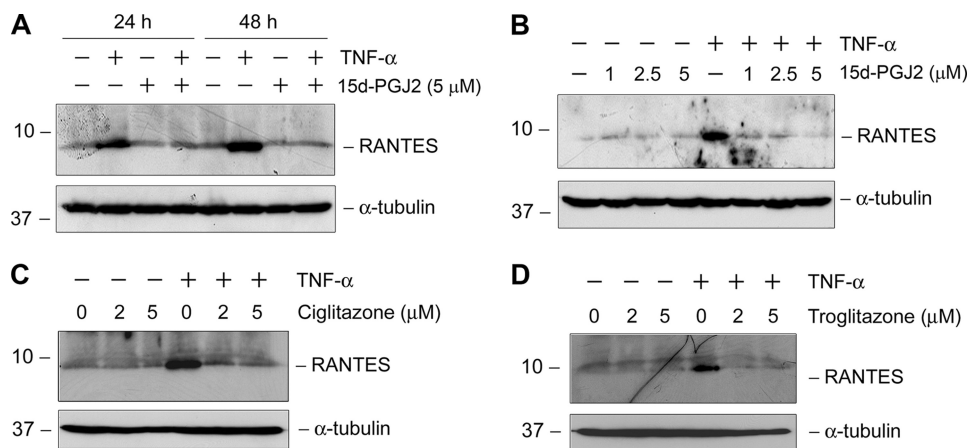 A
24 h 48 h
– + – + – + – + TNF-α
– – + + – – + + 15d-PGJ2 (5 μM)
10 –
– RANTES
37 –
– α-tubulin
B
– – – – + + + + TNF-α
– 1 2.5 5 – 1 2.5 5 15d-PGJ2 (μM)
10 –
– RANTES
37 –
– α-tubulin
C
– – – + + + TNF-α
0 2 5 0 2 5 Ciglitazone (μM)
10 –
– RANTES
37 –
– α-tubulin
D
– – – + + + TNF-α
0 2 5 0 2 5 Troglitazone (μM)
10 –
– RANTES
37 –
– α-tubulin